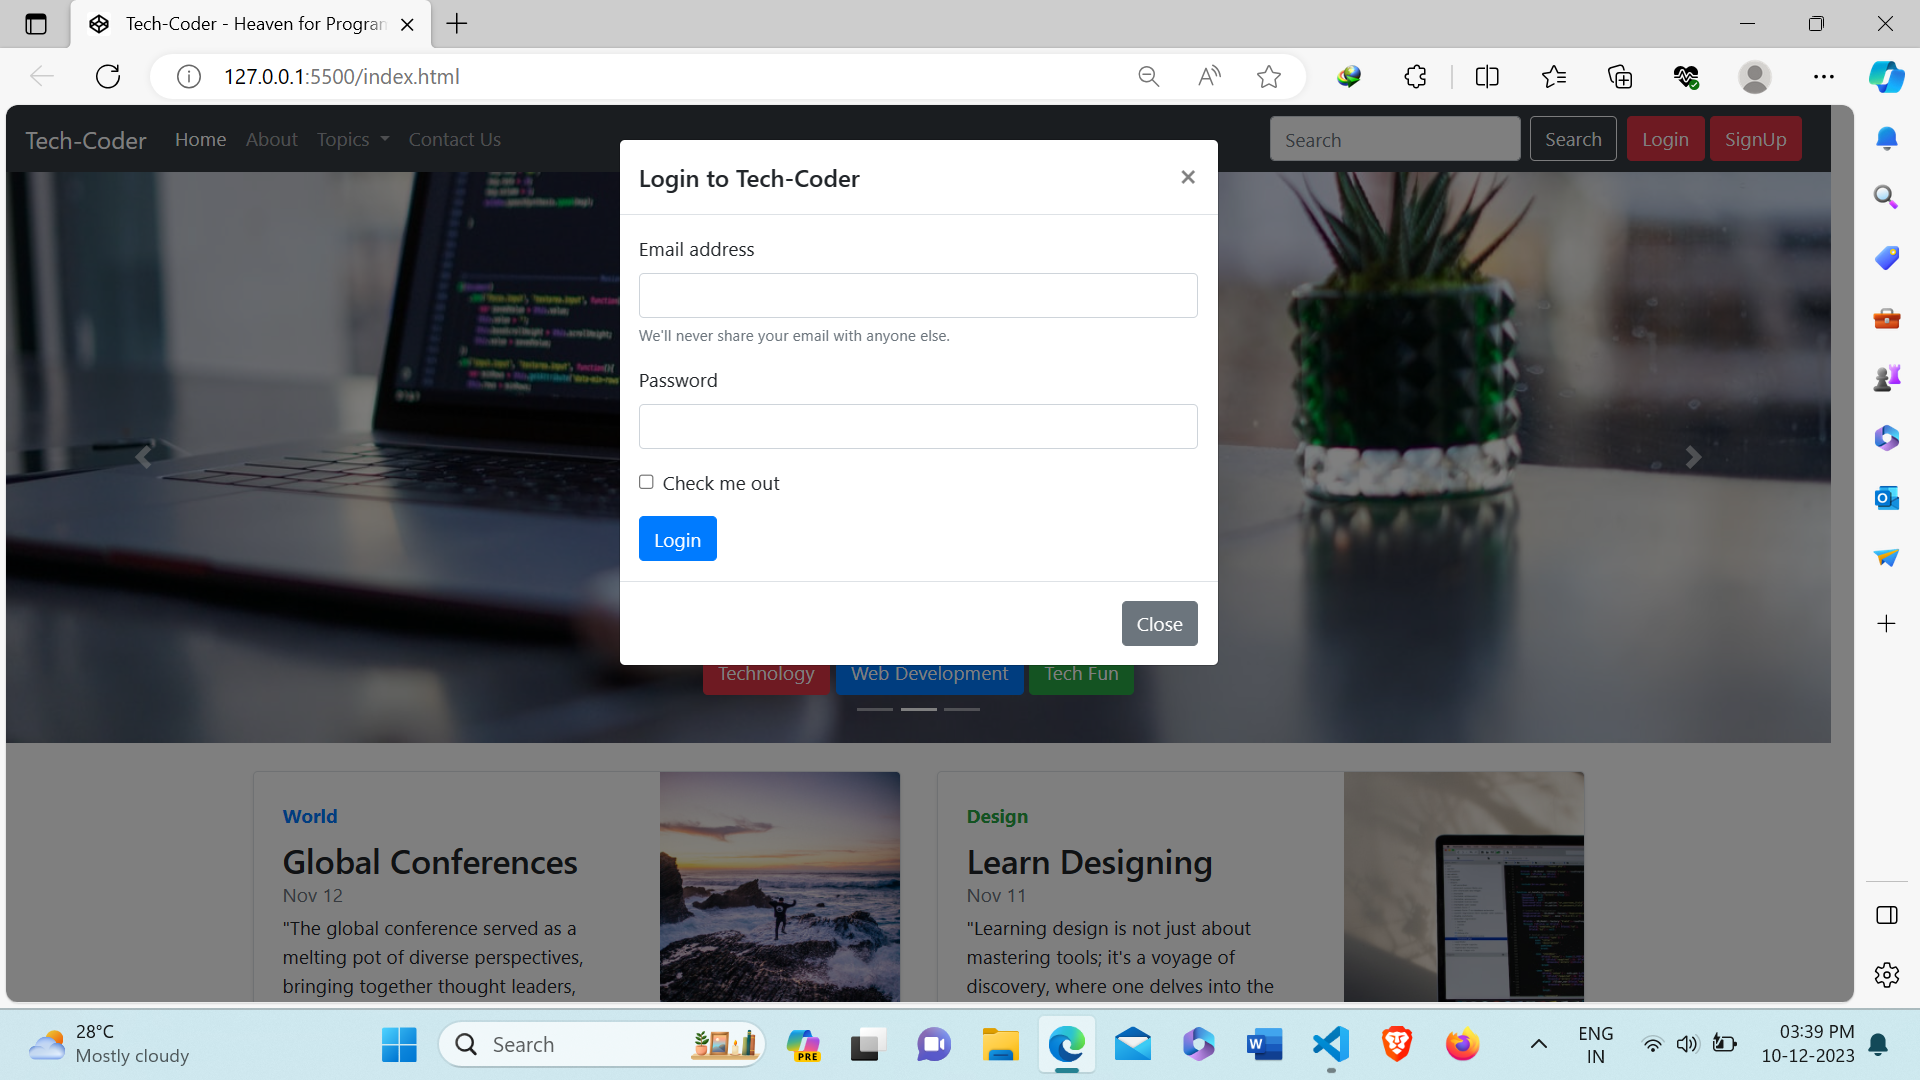 Tech-Coder - Heaven for Program
127.0.0.1:5500/index.html
Tech-Coder Home About Topics Contact Us Search Search Login SignUp
Login to Tech-Coder ×
Email address
We'll never share your email with anyone else.
Password
Check me out
Login
Close
Technology Web Development Tech Fun
World
Global Conferences
Nov 12
"The global conference served as a
melting pot of diverse perspectives,
bringing together thought leaders,
Design
Learn Designing
Nov 11
"Learning design is not just about
mastering tools; it's a voyage of
discovery, where one delves into the
28°C
Mostly cloudy
Search
PRE
ENG
IN
03:39 PM
10-12-2023